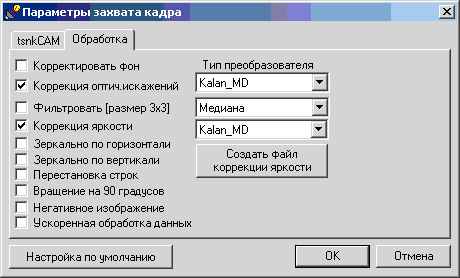 Параметры захвата кадра
tsnkCAM
Обработка
Корректировать фон
Тип преобразователя
Коррекция оптич.искажений
Kalan_MD
Фильтровать [размер 3x3]
Медиана
Коррекция яркости
Kalan_MD
Зеркально по горизонтали
Зеркально по вертикали
Перестановка строк
Вращение на 90 градусов
Негативное изображение
Ускоренная обработка данных
Создать файл
коррекции яркости
Настройка по умолчанию
OK
Отмена